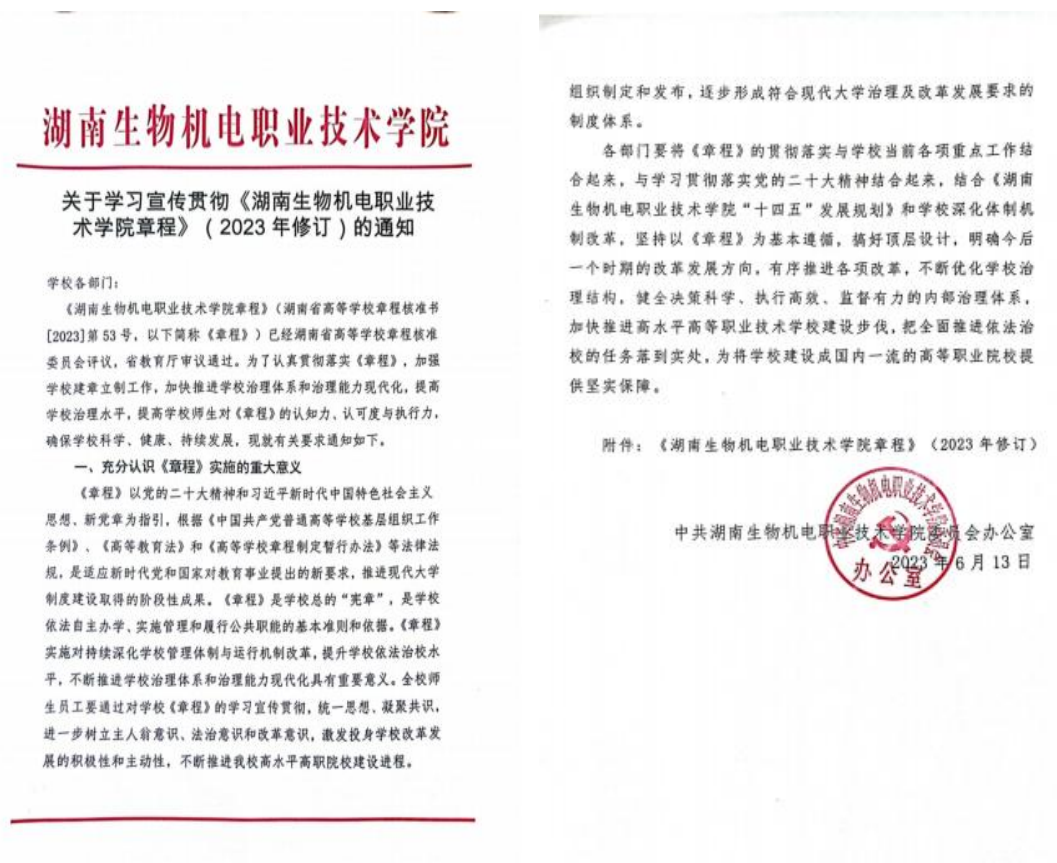 湖南生物机电职业技术学院
关于学习宣传贯彻《湖南生物机电职业技
术学院章程》（2023年修订）的通知
学校各部门：
《湖南生物机电职业技术学院章程》（湖南省高等学校章程核准书
[2023]第53号，以下简称《章程》）已经湖南省高等学校章程核准
委员会评议，省教育厅审议通过。为了认真贯彻落实《章程》，加强
学校建章立制工作，加快推进学校治理体系和治理能力现代化，提高
学校治理水平，提高学校师生对《章程》的认知力、认可度与执行力，
确保学校科学、健康、持续发展，现就有关要求通知如下。
一、充分认识《章程》实施的重大意义
《章程》以党的二十大精神和习近平新时代中国特色社会主义
思想、新党章为指引，根据《中国共产党普通高等学校基层组织工作
条例》、《高等教育法》和《高等学校章程制定暂行办法》等法律法
规，是适应新时代党和国家对教育事业提出的新要求，推进现代大学
制度建设取得的阶段性成果。《章程》是学校总的“宪章”，是学校
依法自主办学、实施管理和履行公共职能的基本准则和依据。《章程》
实施对持续深化学校管理体制与运行机制改革，提升学校依法治校水
平，不断推进学校治理体系和治理能力现代化具有重要意义。全校师
生员工要通过对学校《章程》的学习宣传贯彻，统一思想、凝聚共识，
进一步树立主人翁意识、法治意识和改革意识，激发投身学校改革发
展的积极性和主动性，不断推进我校高水平高职院校建设进程。
组织制定和发布，逐步形成符合现代大学治理及改革发展要求的
制度体系。
各部门要将《章程》的贯彻落实与学校当前各项重点工作结
合起来，与学习贯彻落实党的二十大精神结合起来，结合《湖南
生物机电职业技术学院“十四五”发展规划》和学校深化体制机
制改革，坚持以《章程》为基本遵循，搞好顶层设计，明确今后
一个时期的改革发展方向，有序推进各项改革，不断优化学校治
理结构，健全决策科学、执行高效、监督有力的内部治理体系，
加快推进高水平高等职业技术学校建设步伐，把全面推进依法治
校的任务落到实处，为将学校建设成国内一流的高等职业院校提
供坚实保障。
附件：《湖南生物机电职业技术学院章程》（2023年修订）
中共湖南生物机电职业技术学院委员会办公室
2023年6月13日
中共湖南生物机电职业技术学院委员会
办公室